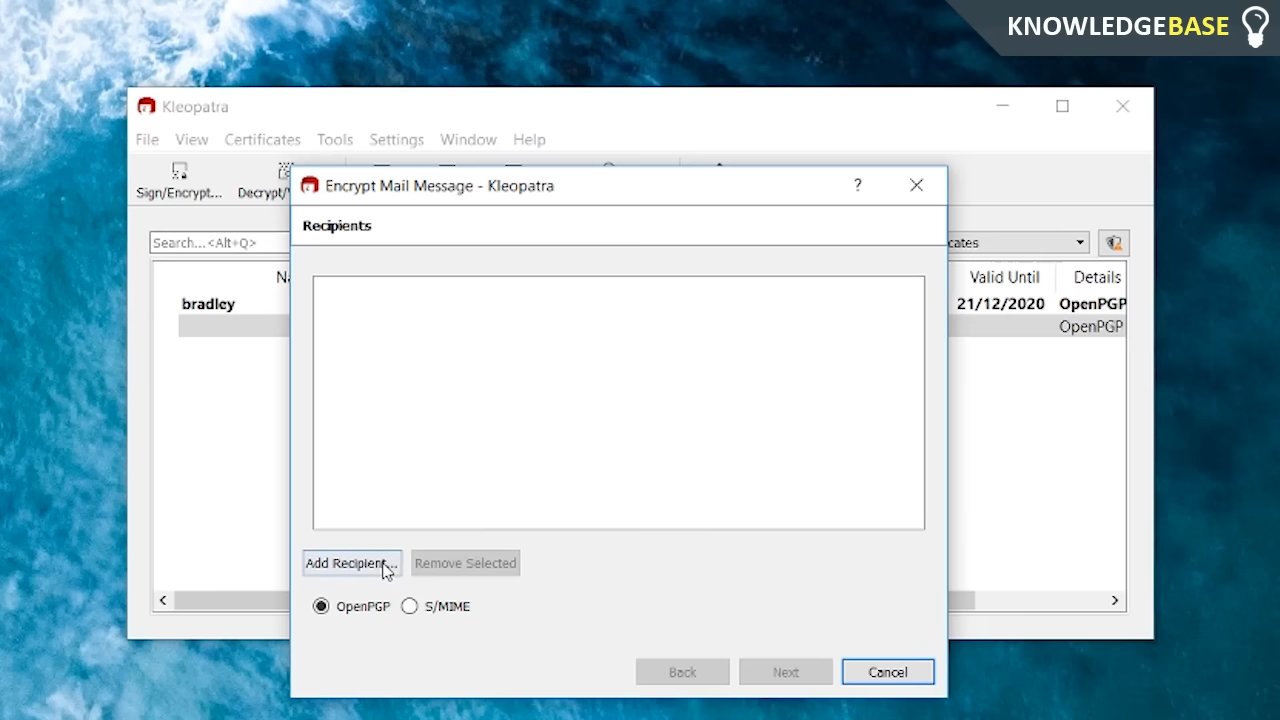 KNOWLEDGEBASE
Kleopatra
File View Certificates Tools Settings Window Help
Sign/Encrypt... Decrypt/
Encrypt Mail Message - Kleopatra ?
Recipients
Search...<Alt+Q>
cates
Na
Valid Until Details
bradley 21/12/2020 OpenPGP
OpenPGP
Add Recipient... Remove Selected
OpenPGP S/MIME
Back Next Cancel